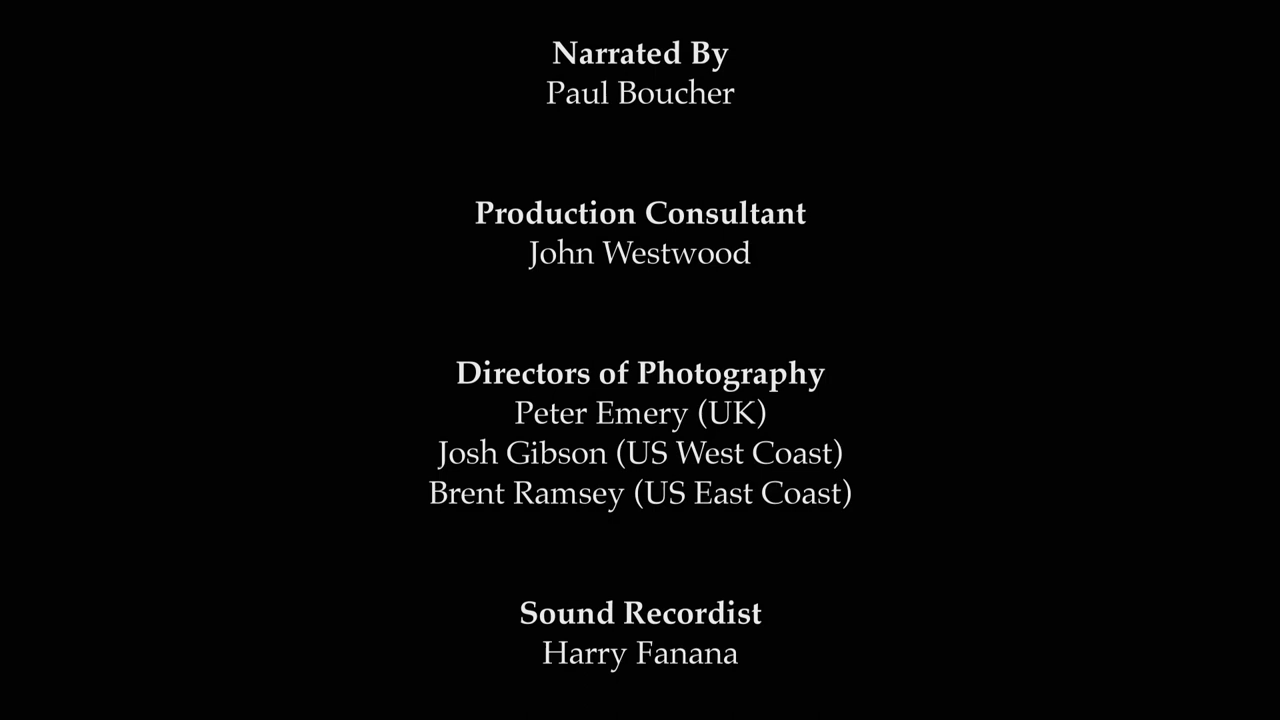 Narrated By
Paul Boucher
Production Consultant
John Westwood
Directors of Photography
Peter Emery (UK)
Josh Gibson (US West Coast)
Brent Ramsey (US East Coast)
Sound Recordist
Harry Fanana